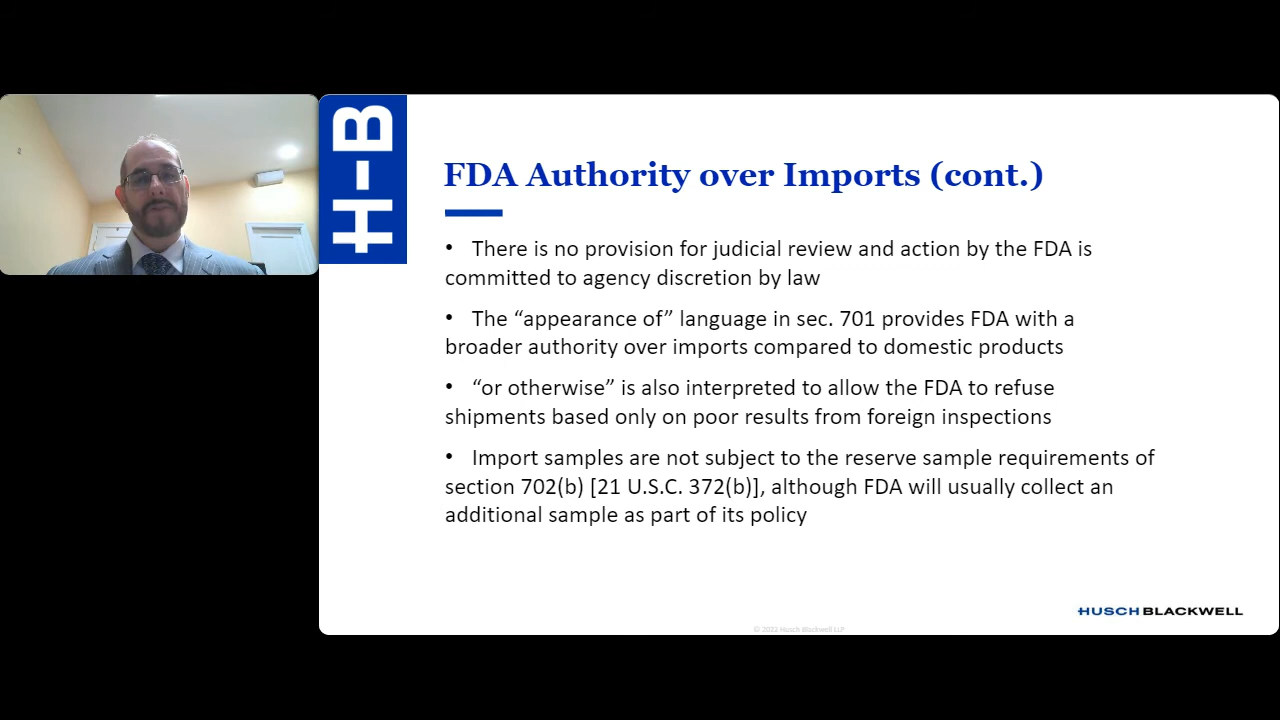 H-B
FDA Authority over Imports (cont.)
• There is no provision for judicial review and action by the FDA is
committed to agency discretion by law
• The “appearance of” language in sec. 701 provides FDA with a
broader authority over imports compared to domestic products
• “or otherwise” is also interpreted to allow the FDA to refuse
shipments based only on poor results from foreign inspections
• Import samples are not subject to the reserve sample requirements of
section 702(b) [21 U.S.C. 372(b)], although FDA will usually collect an
additional sample as part of its policy
HUSCH BLACKWELL
© 2022 Husch Blackwell LLP